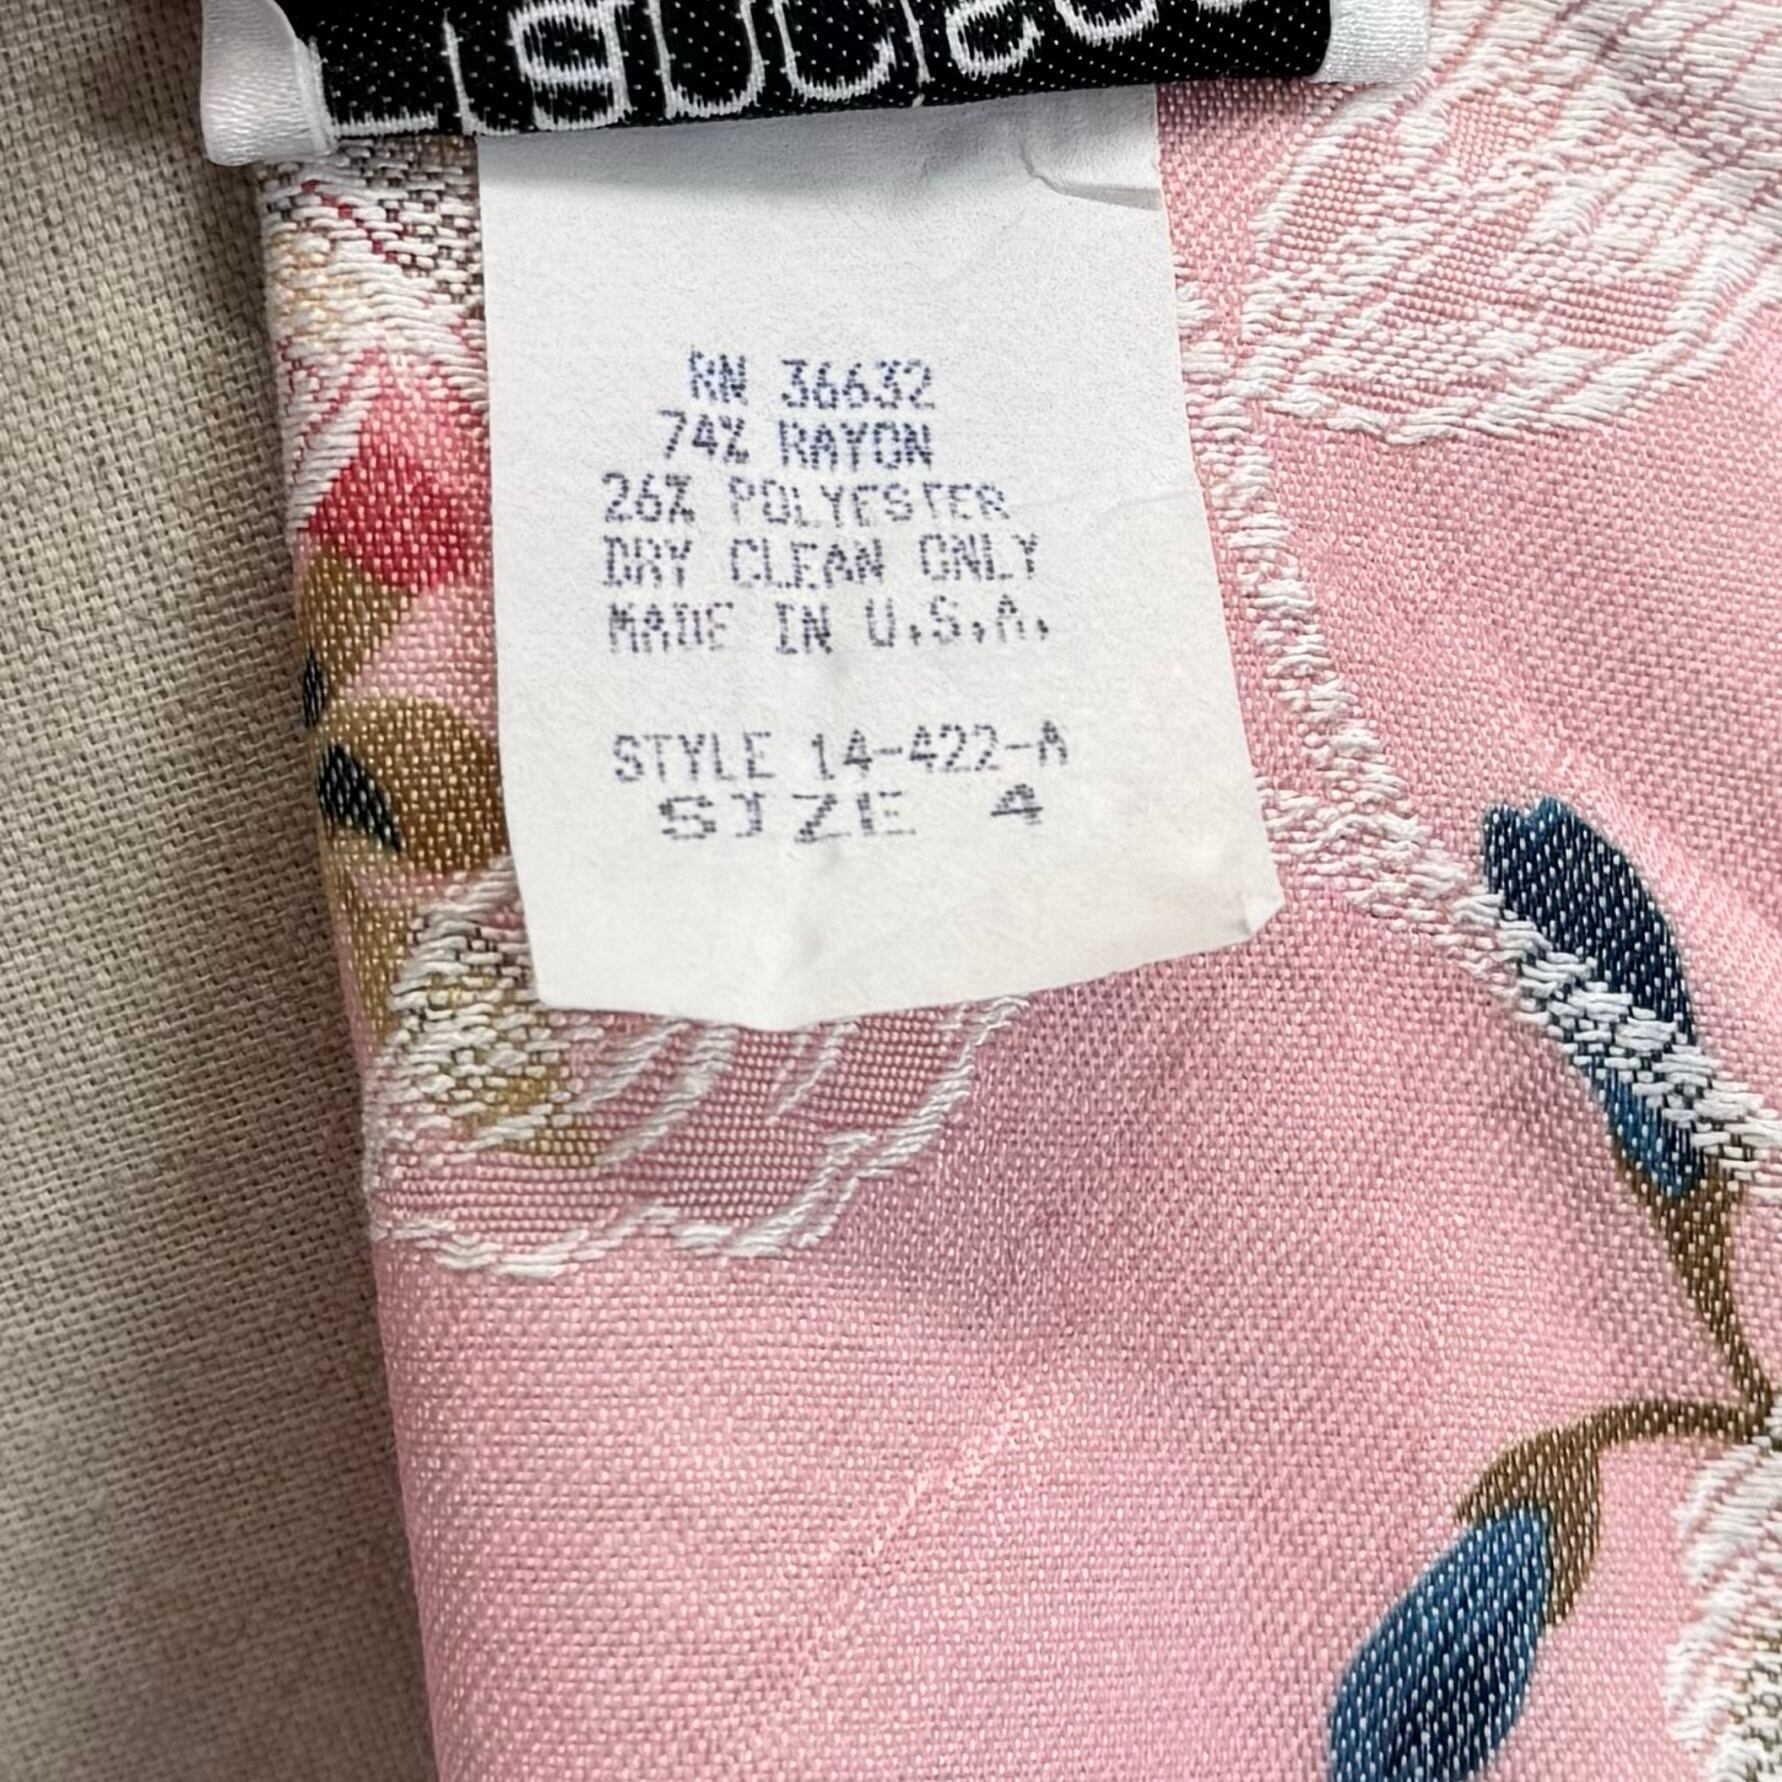 RN 36632
74% RAYON
26% POLYESTER
DRY CLEAN ONLY
MADE IN U.S.A.
STYLE 14-422-A
SIZE 4